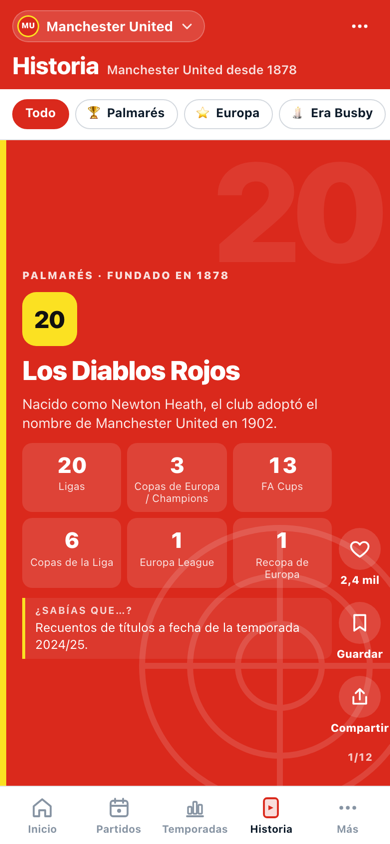 MU Manchester United
Historia Manchester United desde 1878
Todo
Palmarés
Europa
Era Busby
20
PALMARÉS · FUNDADO EN 1878
20
Los Diablos Rojos
Nacido como Newton Heath, el club adoptó el
nombre de Manchester United en 1902.
20
Ligas
3
Copas de Europa
/ Champions
13
FA Cups
6
Copas de la Liga
1
Europa League
1
Recopa de
Europa
2,4 mil
¿SABÍAS QUE…?
Recuentos de títulos a fecha de la temporada
2024/25.
Guardar
Compartir
1/12
Inicio
Partidos
Temporadas
Historia
Más